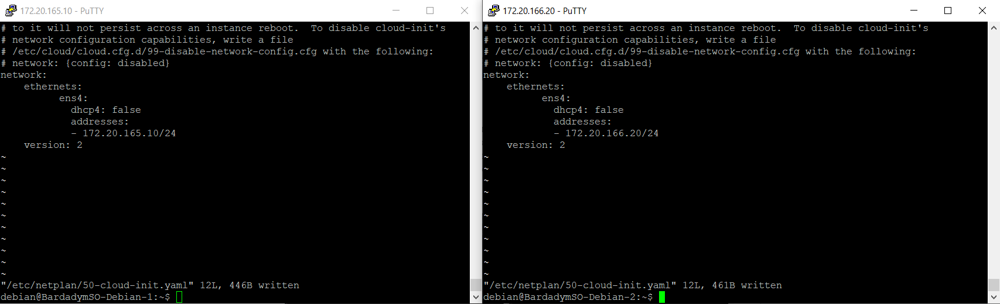 172.20.165.10 - PuTTY
# to it will not persist across an instance reboot.  To disable cloud-init's
# network configuration capabilities, write a file
# /etc/cloud/cloud.cfg.d/99-disable-network-config.cfg with the following:
# network: {config: disabled}
network:
    ethernets:
          ens4:
            dhcp4: false
            addresses:
            - 172.20.165.10/24
    version: 2
~
~
~
~
~
~
~
~
~
~
~
"/etc/netplan/50-cloud-init.yaml" 12L, 446B written
debian@BardadymSO-Debian-1:~$
172.20.166.20 - PuTTY
# to it will not persist across an instance reboot.  To disable cloud-init's
# network configuration capabilities, write a file
# /etc/cloud/cloud.cfg.d/99-disable-network-config.cfg with the following:
# network: {config: disabled}
network:
    ethernets:
          ens4:
            dhcp4: false
            addresses:
            - 172.20.166.20/24
    version: 2
~
~
~
~
~
~
~
~
~
~
~
"/etc/netplan/50-cloud-init.yaml" 12L, 461B written
debian@BardadymSO-Debian-2:~$